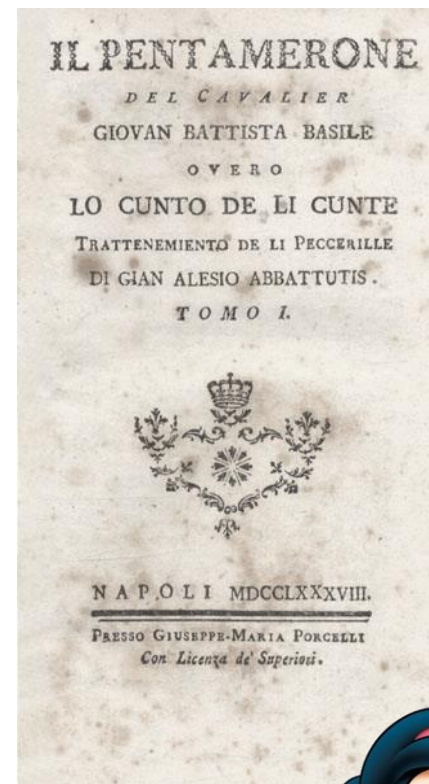 IL PENTAMERONE
DEL CAVALIER
GIOVAN BATTISTA BASILE
OVERO
LO CUNTO DE LI CUNTE
TRATTENEMIENTO DE LI PECCERILLE
DI GIAN ALESIO ABBATTUTIS.
TOMO I.
NAPOLI MDCCLXXXVIII.
PRESSO GIUSEPPE-MARIA PORCELLI
Con Licenza de' Superiori.